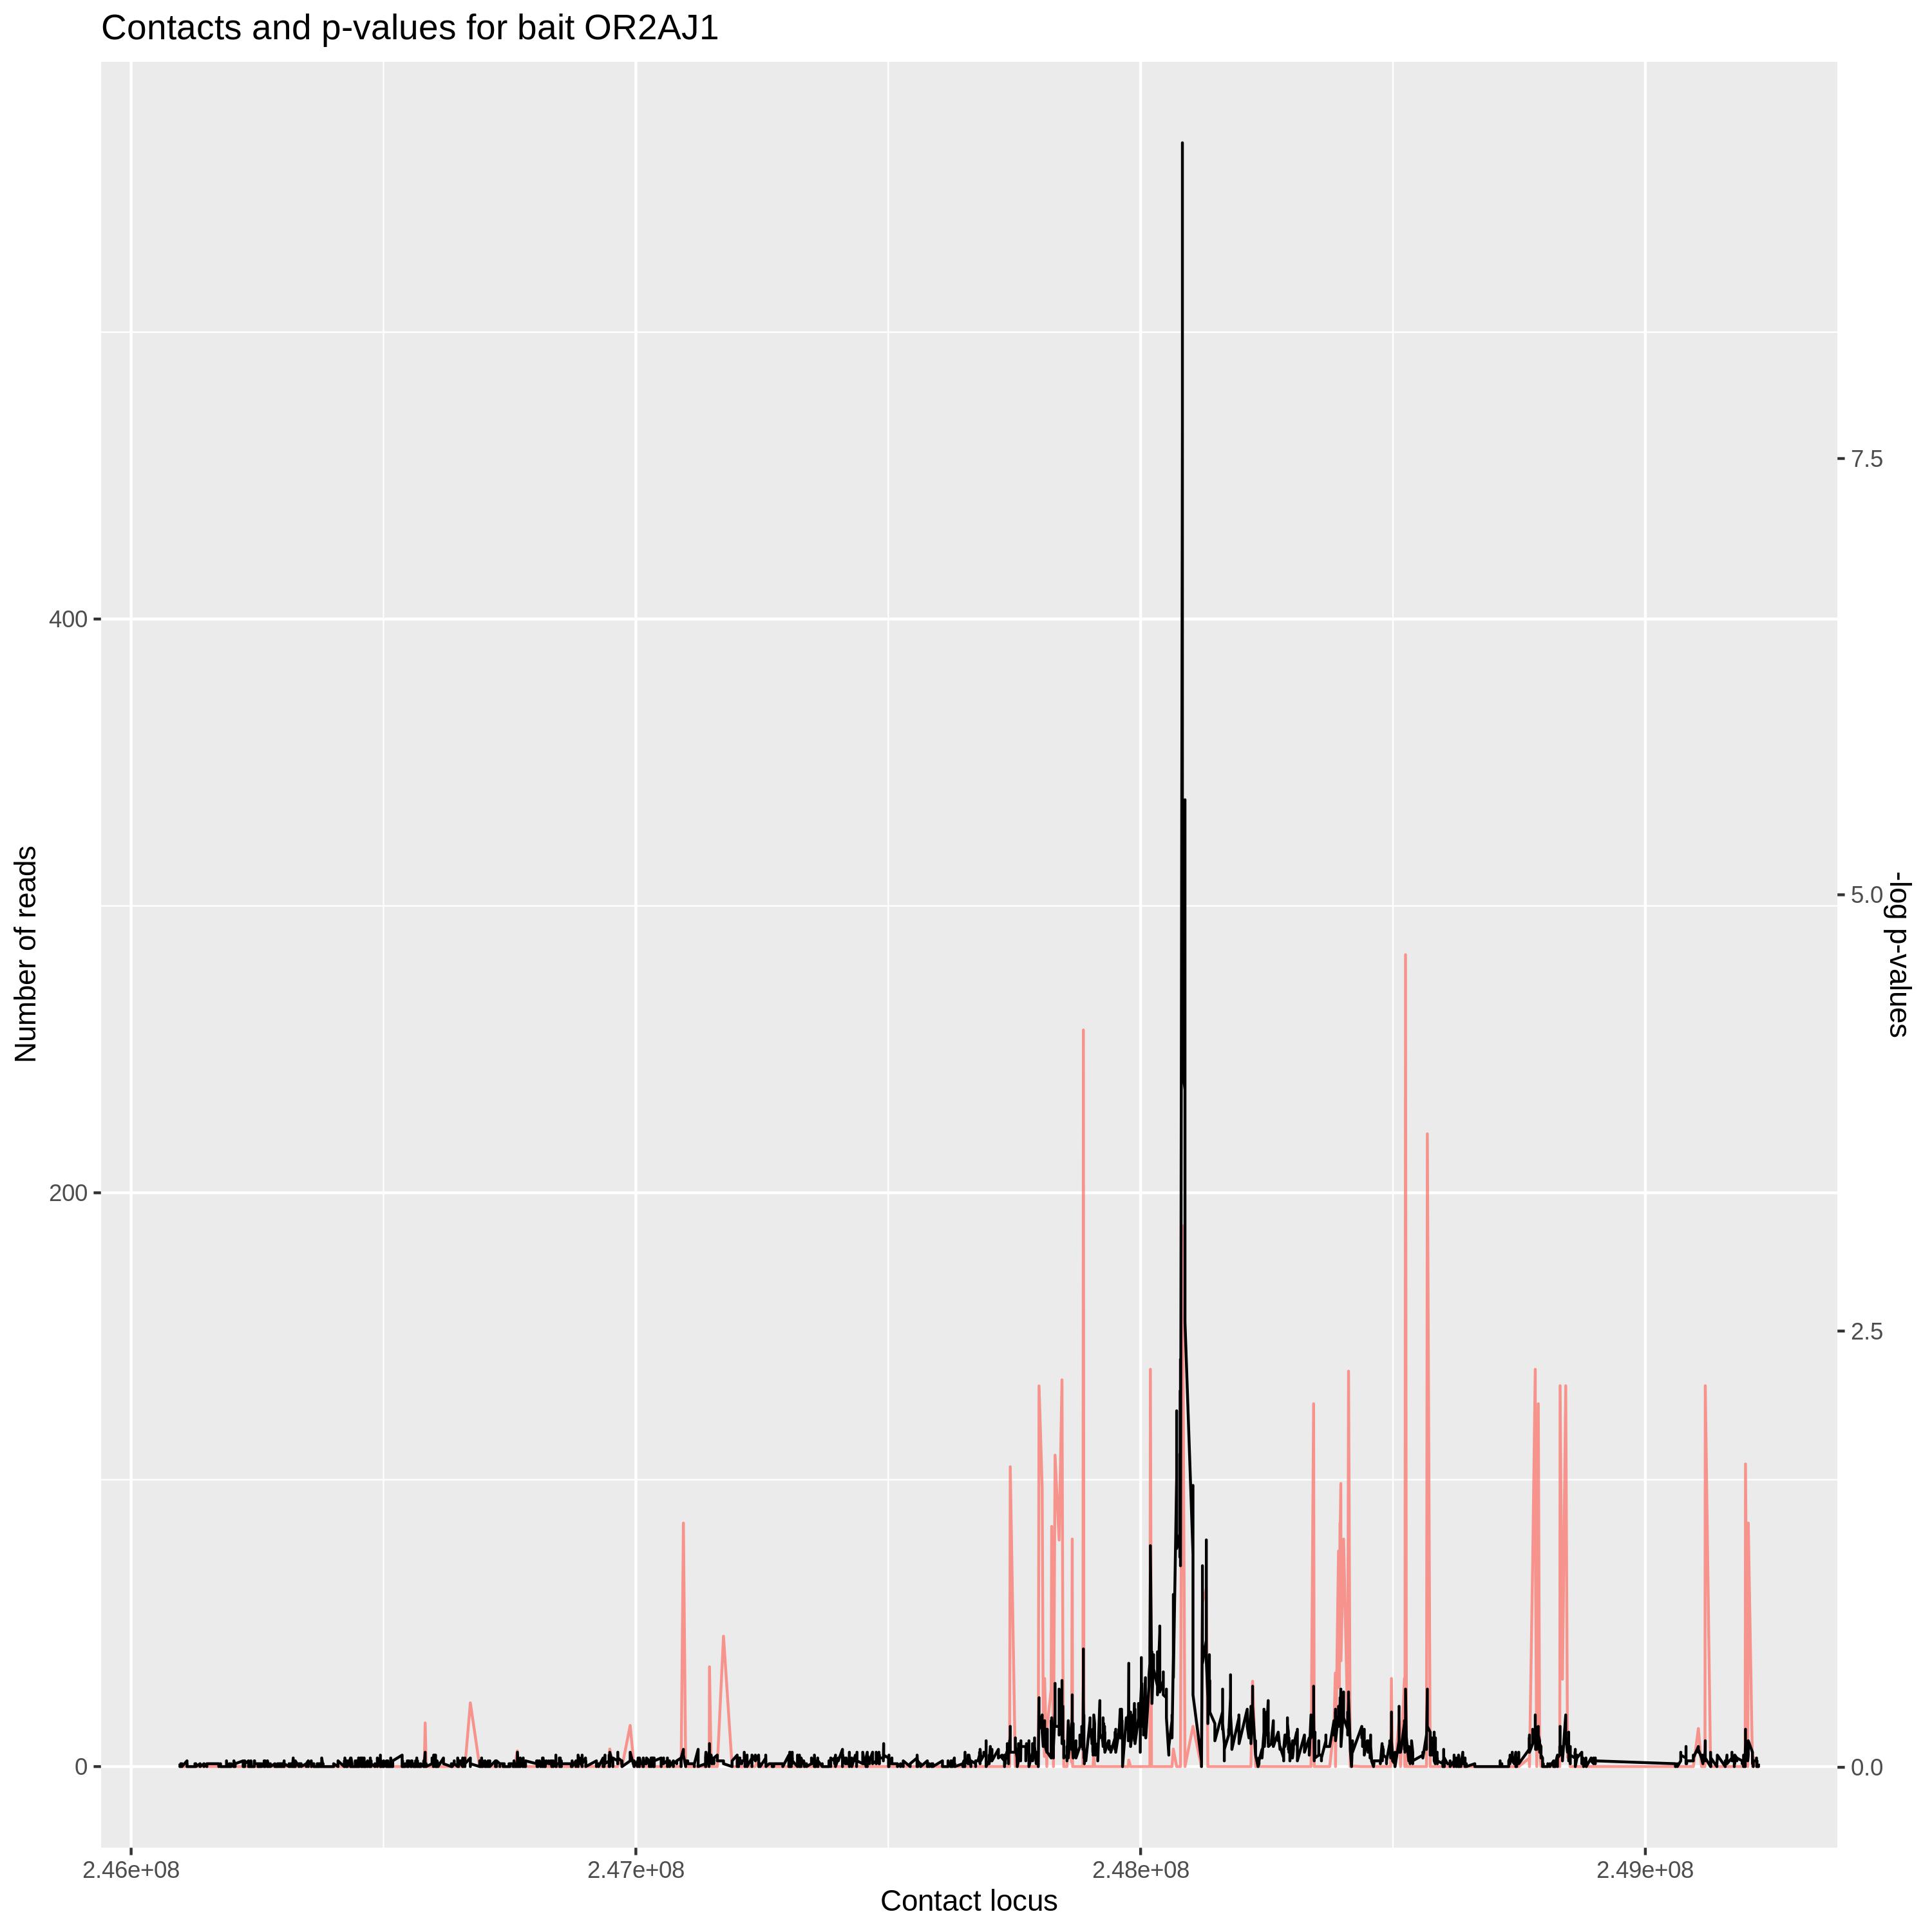 Contacts and p-values for bait OR2AJ1
Number of reads
400
200
0
7.5
5.0
2.5
0.0
-log p-values
2.46e+08
2.47e+08
2.48e+08
2.49e+08
Contact locus